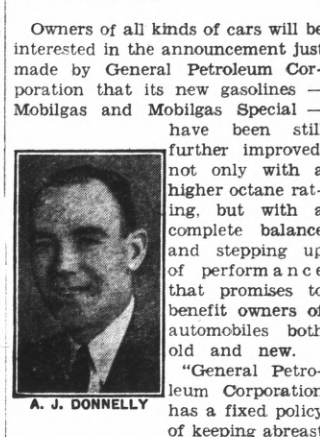 Owners of all kinds of cars will be
interested in the announcement just
made by General Petroleum Cor-
poration that its new gasolines —
Mobilgas and Mobilgas Special —
have been still
further improved
not only with a
higher octane rat-
ing, but with a
complete balance
and stepping up
of performance
that promises to
benefit owners of
automobiles both
old and new.
"General Petro-
leum Corporation
has a fixed policy
of keeping abreast
A. J. DONNELLY